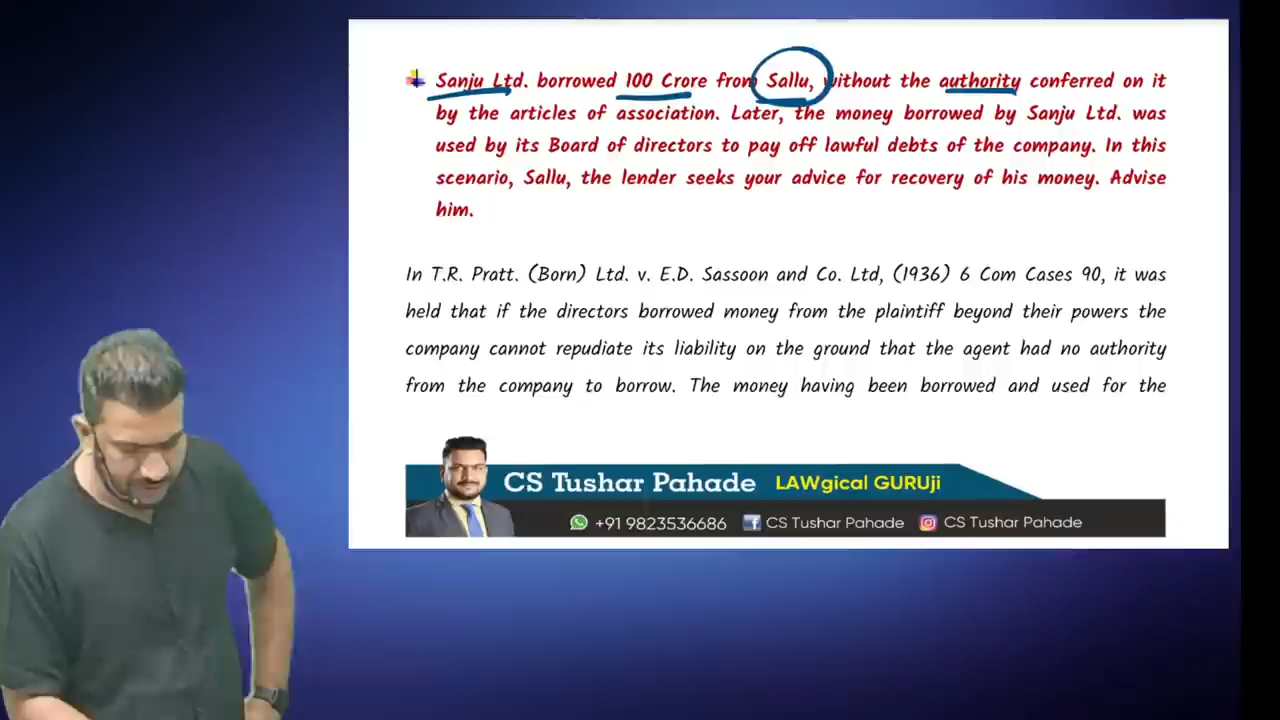 Sanju Ltd. borrowed 100 Crore from Sallu, without the authority conferred on it
by the articles of association. Later, the money borrowed by Sanju Ltd. was
used by its Board of directors to pay off lawful debts of the company. In this
scenario, Sallu, the lender seeks your advice for recovery of his money. Advise
him.
In T.R. Pratt. (Born) Ltd. v. E.D. Sassoon and Co. Ltd, (1936) 6 Com Cases 90, it was
held that if the directors borrowed money from the plaintiff beyond their powers the
company cannot repudiate its liability on the ground that the agent had no authority
from the company to borrow. The money having been borrowed and used for the
CS Tushar Pahade LAWgical GURUji
+91 9823536686 CS Tushar Pahade CS Tushar Pahade